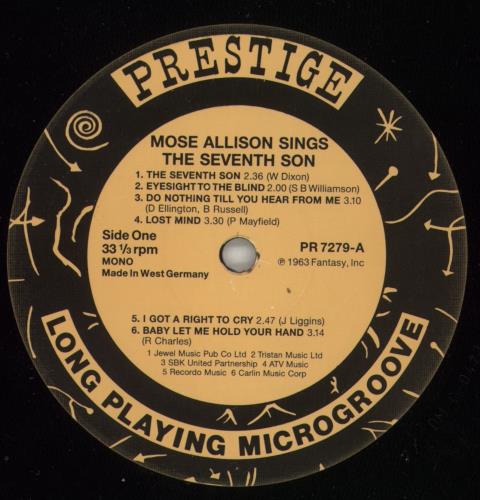 PRESTIGE
MOSE ALLISON SINGS
THE SEVENTH SON
1. THE SEVENTH SON 2.36 (W Dixon)
2. EYESIGHT TO THE BLIND 2.00 (S B Williamson)
3. DO NOTHING TILL YOU HEAR FROM ME 3.10
(D Ellington, B Russell)
4. LOST MIND 3.30 (P Mayfield)
Side One
33 ⅓ rpm
MONO
Made In West Germany
PR 7279-A
℗ 1963 Fantasy, Inc
5. I GOT A RIGHT TO CRY 2.47 (J Liggins)
6. BABY LET ME HOLD YOUR HAND 3.14
(R Charles)
1 Jewel Music Pub Co Ltd 2 Tristan Music Ltd
3 SBK United Partnership 4 ATV Music
5 Recordo Music 6 Carlin Music Corp
LONG PLAYING MICROGROOVE